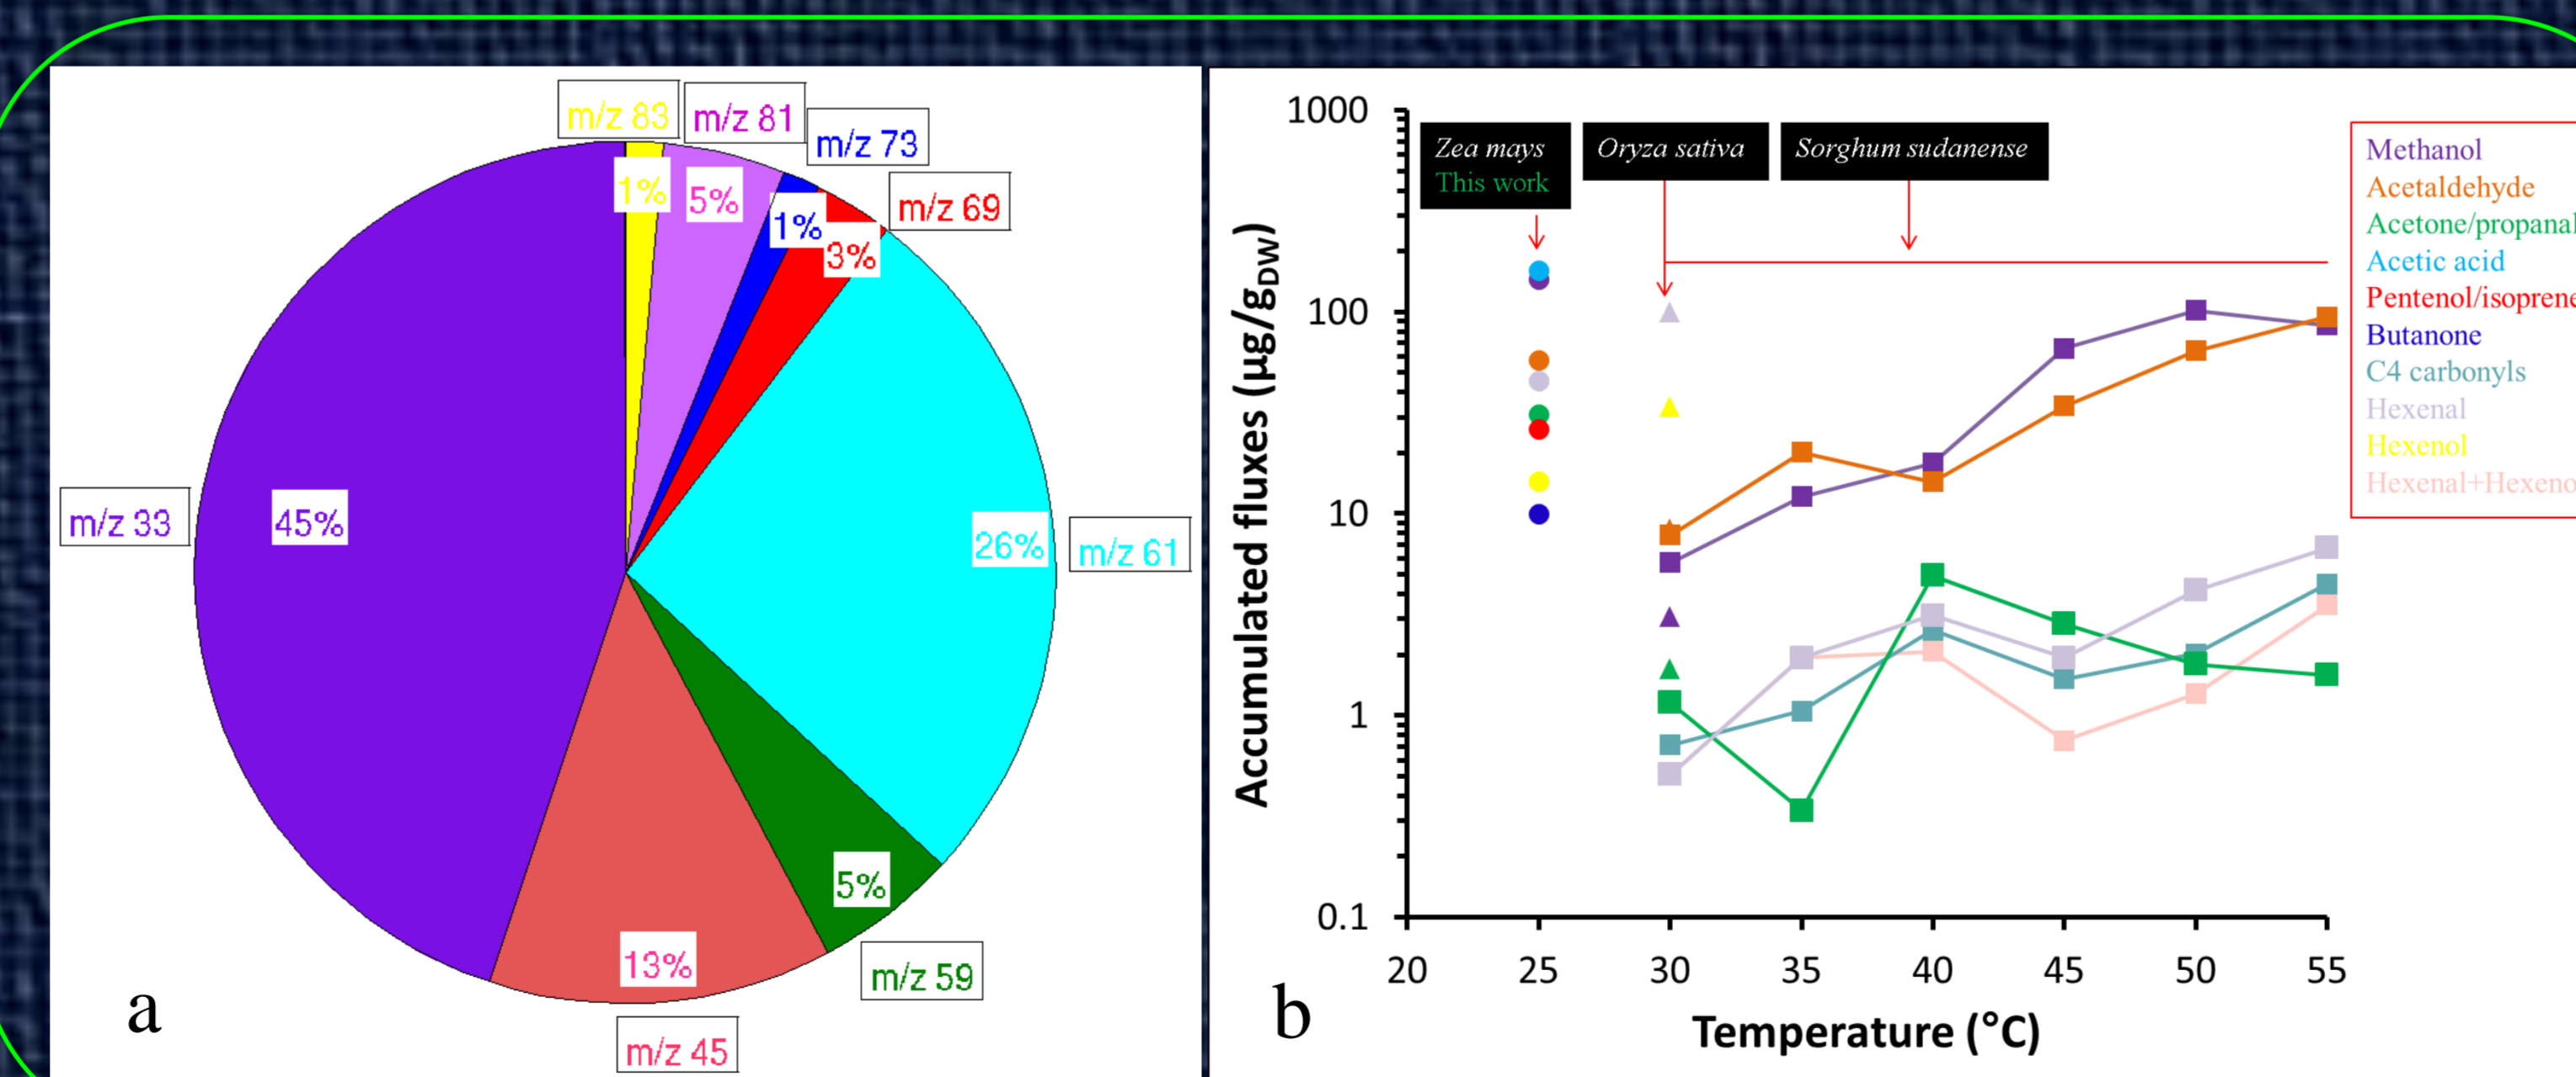 m/z 83
m/z 81
m/z 73
m/z 69
1%
5%
1%
3%
m/z 33
45%
26%
m/z 61
5%
13%
m/z 59
m/z 45
a
1000
100
10
1
0.1
Accumulated fluxes (µg/gDW)
Zea mays
This work
Oryza sativa
Sorghum sudanense
Methanol
Acetaldehyde
Acetone/propanal
Acetic acid
Pentenol/isoprene
Butanone
C4 carbonyls
Hexenal
Hexenol
Hexenal+Hexeno
20 25 30 35 40 45 50 55
Temperature (°C)
b